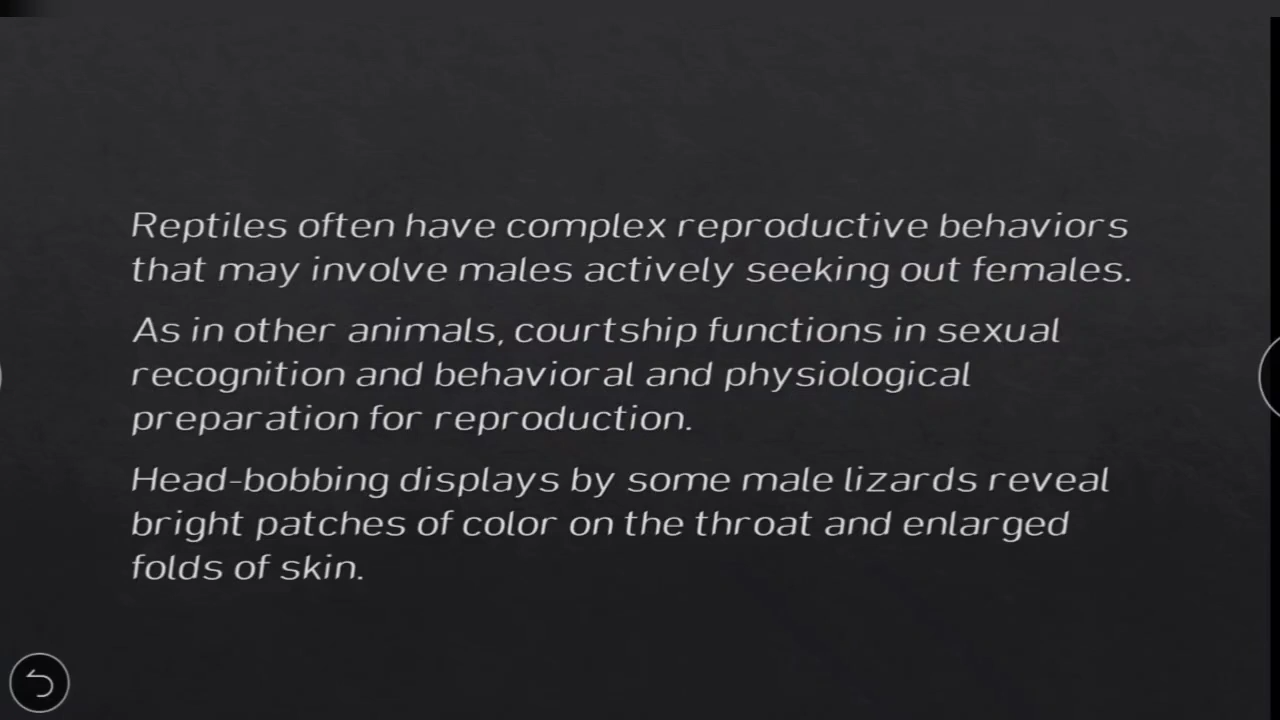 Reptiles often have complex reproductive behaviors
that may involve males actively seeking out females.
As in other animals, courtship functions in sexual
recognition and behavioral and physiological
preparation for reproduction.
Head-bobbing displays by some male lizards reveal
bright patches of color on the throat and enlarged
folds of skin.